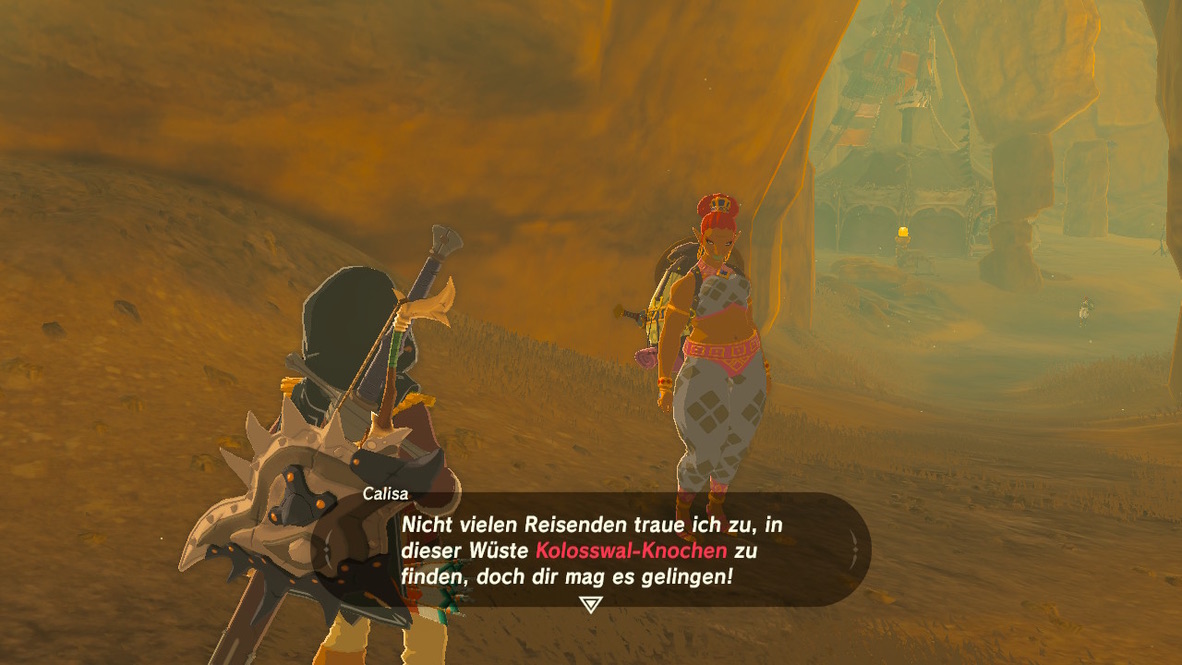 Calisa
Nicht vielen Reisenden traue ich zu, in
dieser Wüste Kolosswal-Knochen zu
finden, doch dir mag es gelingen!